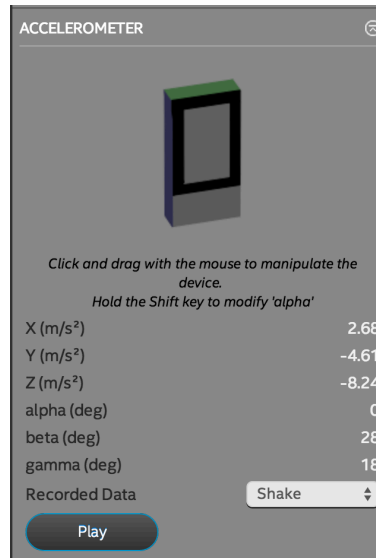 ACCELEROMETER
Click and drag with the mouse to manipulate the
device.
Hold the Shift key to modify 'alpha'
X (m/s²) 2.68
Y (m/s²) -4.61
Z (m/s²) -8.24
alpha (deg) 0
beta (deg) 28
gamma (deg) 18
Recorded Data Shake
Play